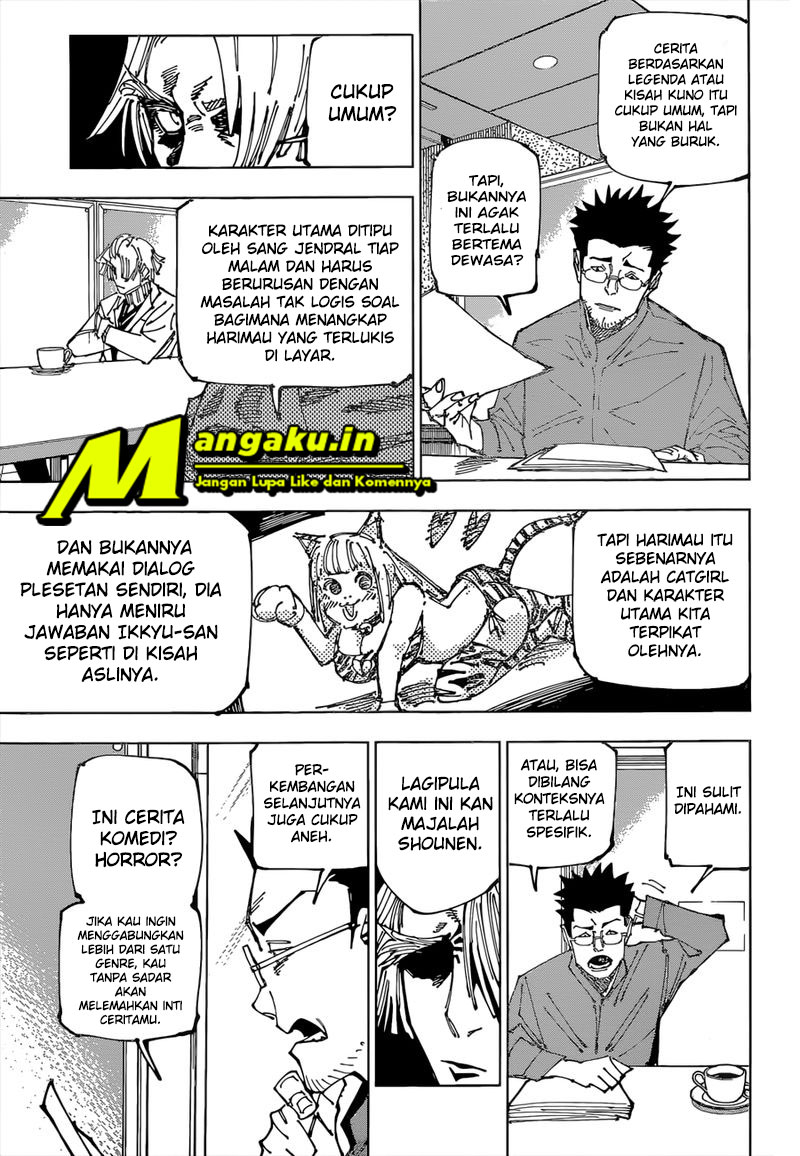 CERITA
BERDASARKAN
LEGENDA ATAU
KISAH KUNO ITU
CUKUP UMUM, TAPI
BUKAN HAL
YANG BURUK.
TAPI,
BUKANNYA
INI AGAK
TERLALU
BERTEMA
DEWASA?
CUKUP
UMUM?
KARAKTER UTAMA DITIPU
OLEH SANG JENDRAL TIAP
MALAM DAN HARUS
BERURUSAN DENGAN
MASALAH TAK LOGIS SOAL
BAGIMANA MENANGKAP
HARIMAU YANG TERLUKIS
DI LAYAR.
Mangaku.in
Jangan Lupa Like dan Komennya
TAPI HARIMAU ITU
SEBENARNYA
ADALAH CATGIRL
DAN KARAKTER
UTAMA KITA
TERPIKAT
OLEHNYA.
DAN BUKANNYA
MEMAKAI DIALOG
PLESETAN SENDIRI, DIA
HANYA MENIRU
JAWABAN IKKYU-SAN
SEPERTI DI KISAH
ASLINYA.
INI SULIT
DIPAHAMI.
ATAU, BISA
DIBILANG
KONTEKSNYA
TERLALU
SPESIFIK.
LAGIPULA
KAMI INI KAN
MAJALAH
SHOUNEN.
PER-
KEMBANGAN
SELANJUTNYA
JUGA CUKUP
ANEH.
INI CERITA
KOMEDI?
HORROR?
JIKA KAU INGIN
MENGGABUNGKAN
LEBIH DARI SATU
GENRE, KAU
TANPA SADAR
AKAN
MELEMAHKAN INTI
CERITAMU.